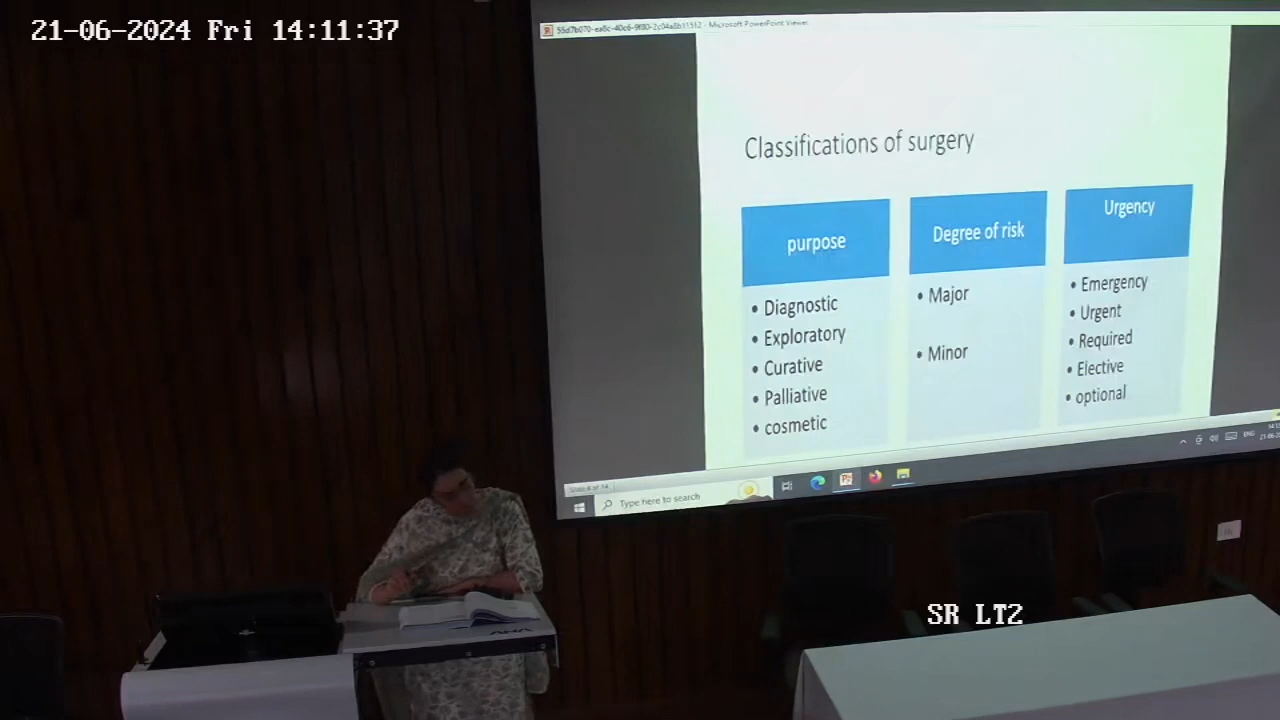 21-06-2024 Fri 14:11:37
Microsoft PowerPoint Viewer
Classifications of surgery
purpose
• Diagnostic
• Exploratory
• Curative
• Palliative
• cosmetic
Degree of risk
• Major
• Minor
Urgency
• Emergency
• Urgent
• Required
• Elective
• optional
Type here to search
ENG
SR LT2